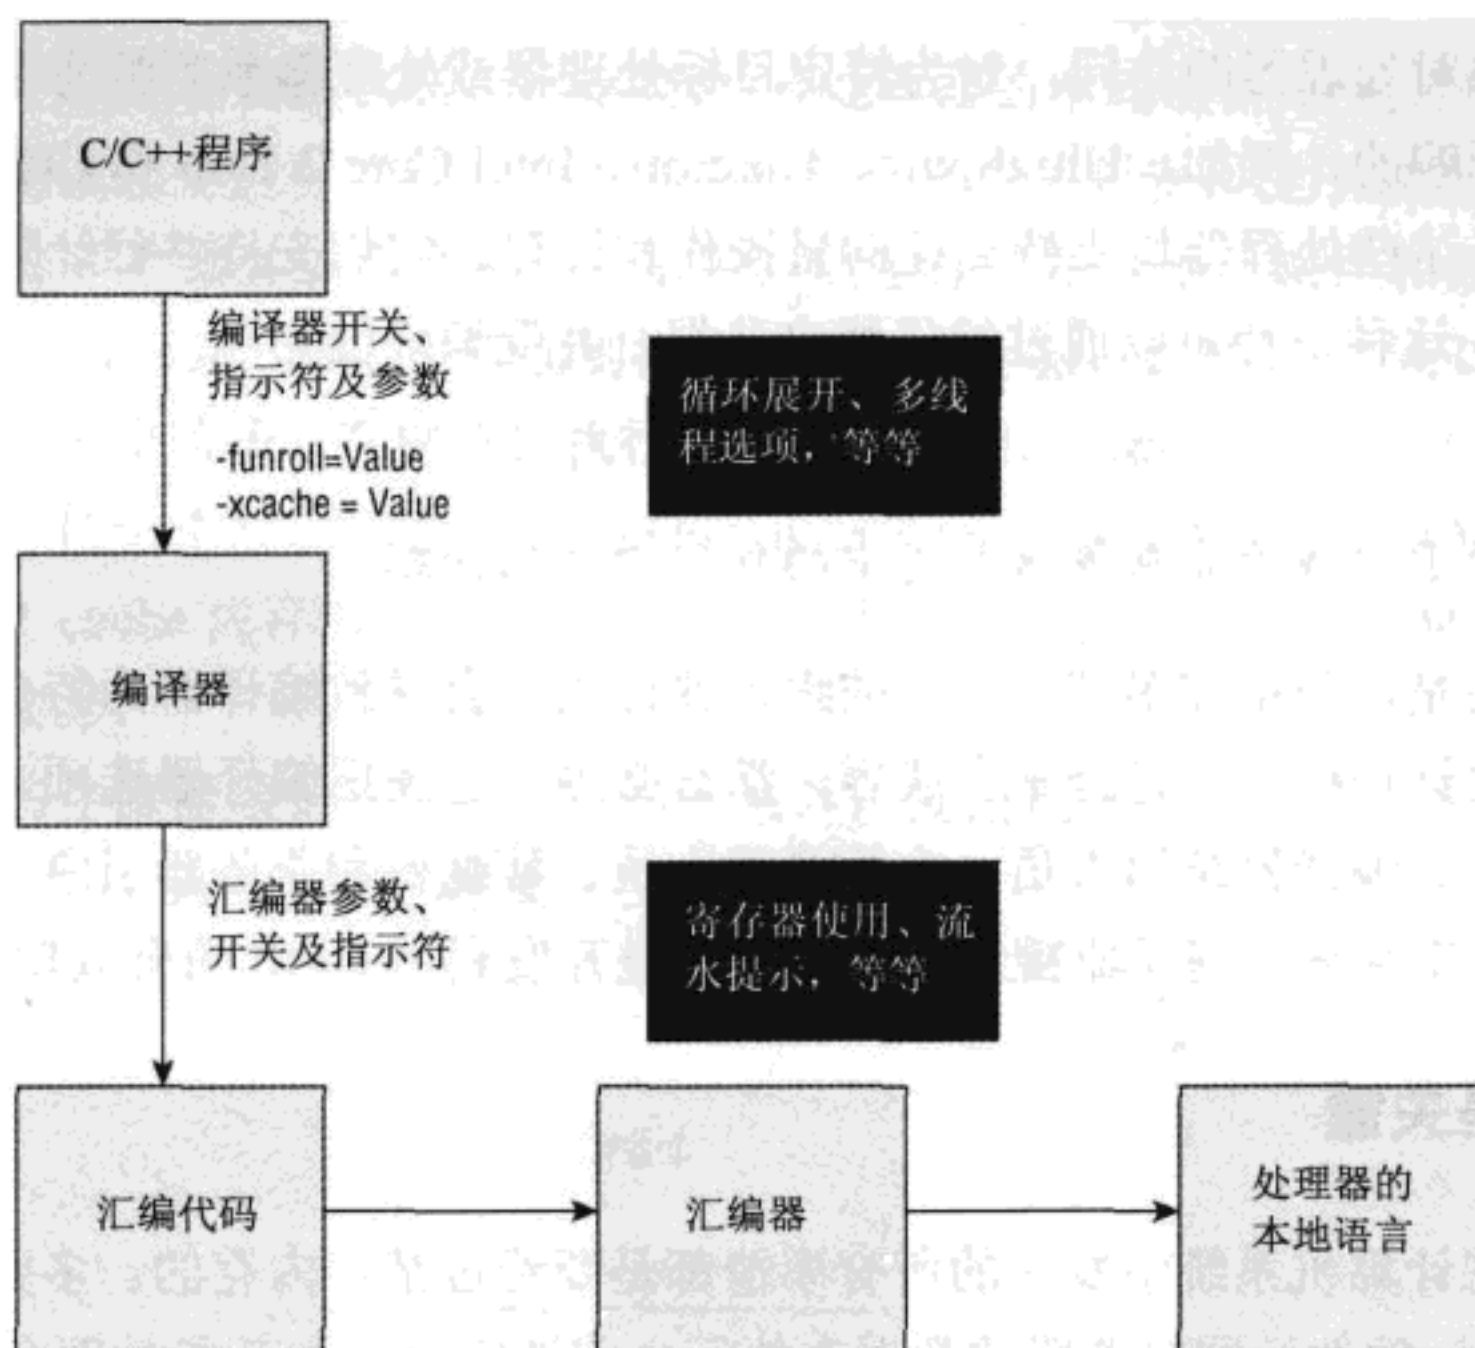 C/C++程序
编译器开关、
指示符及参数
-funroll=Value
-xcache = Value
循环展开、多线
程选项，等等
编译器
汇编器参数、
开关及指示符
寄存器使用、流
水提示，等等
汇编代码
汇编器
处理器的
本地语言